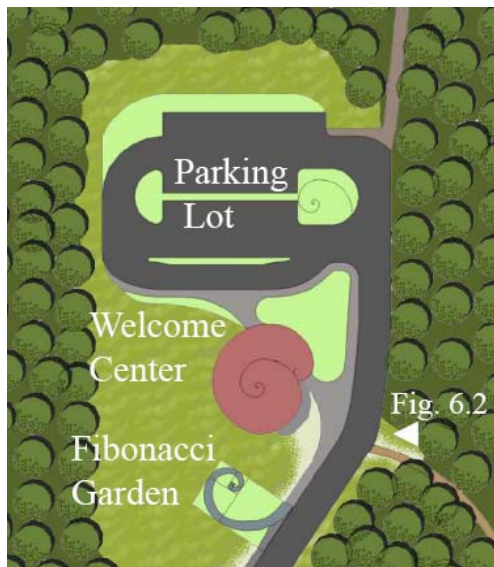 Parking
Lot
Welcome
Center
Fig. 6.2
Fibonacci
Garden